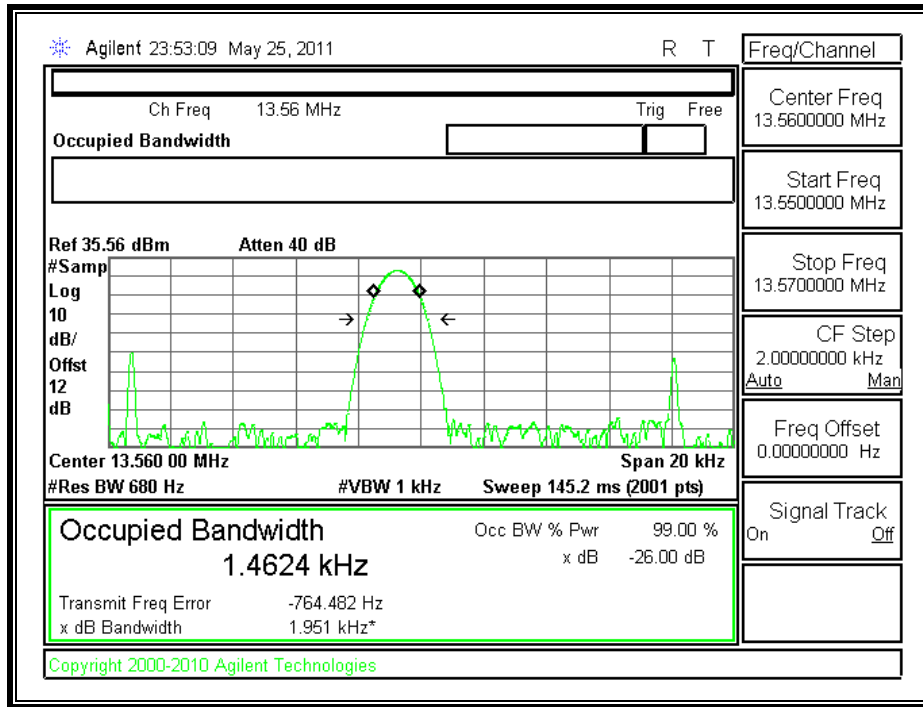 Agilent 23:53:09 May 25, 2011 R T
Freq/Channel
Ch Freq 13.56 MHz Trig Free
Occupied Bandwidth
Center Freq
13.5600000 MHz
Start Freq
13.5500000 MHz
Stop Freq
13.5700000 MHz
CF Step
2.00000000 kHz
Auto Man
Freq Offset
0.00000000 Hz
Signal Track
On Off
Ref 35.56 dBm Atten 40 dB
#Samp
Log
10
dB/
Offst
12
dB
Center 13.560 00 MHz Span 20 kHz
#Res BW 680 Hz #VBW 1 kHz Sweep 145.2 ms (2001 pts)
Occupied Bandwidth Occ BW % Pwr 99.00 %
1.4624 kHz x dB -26.00 dB
Transmit Freq Error -764.482 Hz
x dB Bandwidth 1.951 kHz*
Copyright 2000-2010 Agilent Technologies